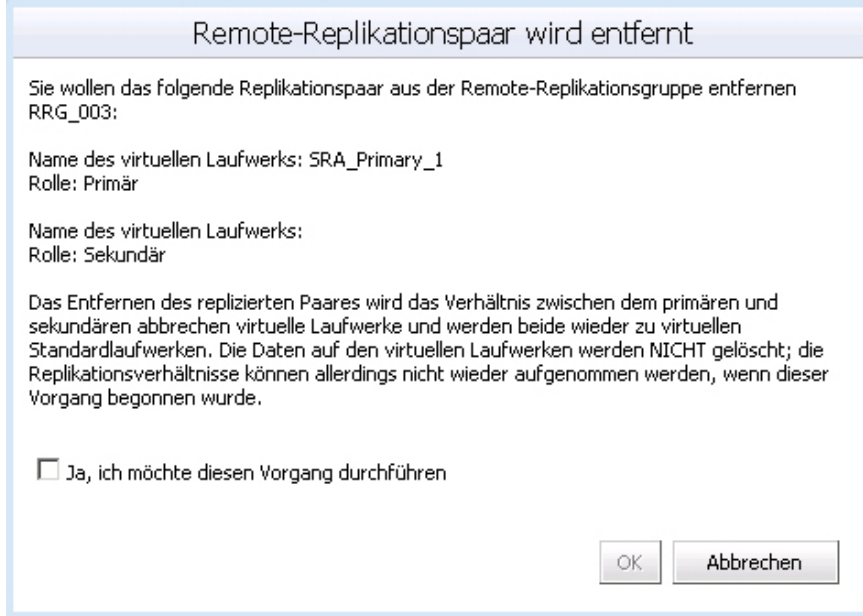 Remote-Replikationspaar wird entfernt
Sie wollen das folgende Replikationspaar aus der Remote-Replikationsgruppe entfernen
RRG_003:
Name des virtuellen Laufwerks: SRA_Primary_1
Rolle: Primär
Name des virtuellen Laufwerks:
Rolle: Sekundär
Das Entfernen des replizierten Paares wird das Verhältnis zwischen dem primären und
sekundären abbrechen virtuelle Laufwerke und werden beide wieder zu virtuellen
Standardlaufwerken. Die Daten auf den virtuellen Laufwerken werden NICHT gelöscht; die
Replikationsverhältnisse können allerdings nicht wieder aufgenommen werden, wenn dieser
Vorgang begonnen wurde.
Ja, ich möchte diesen Vorgang durchführen
OK Abbrechen